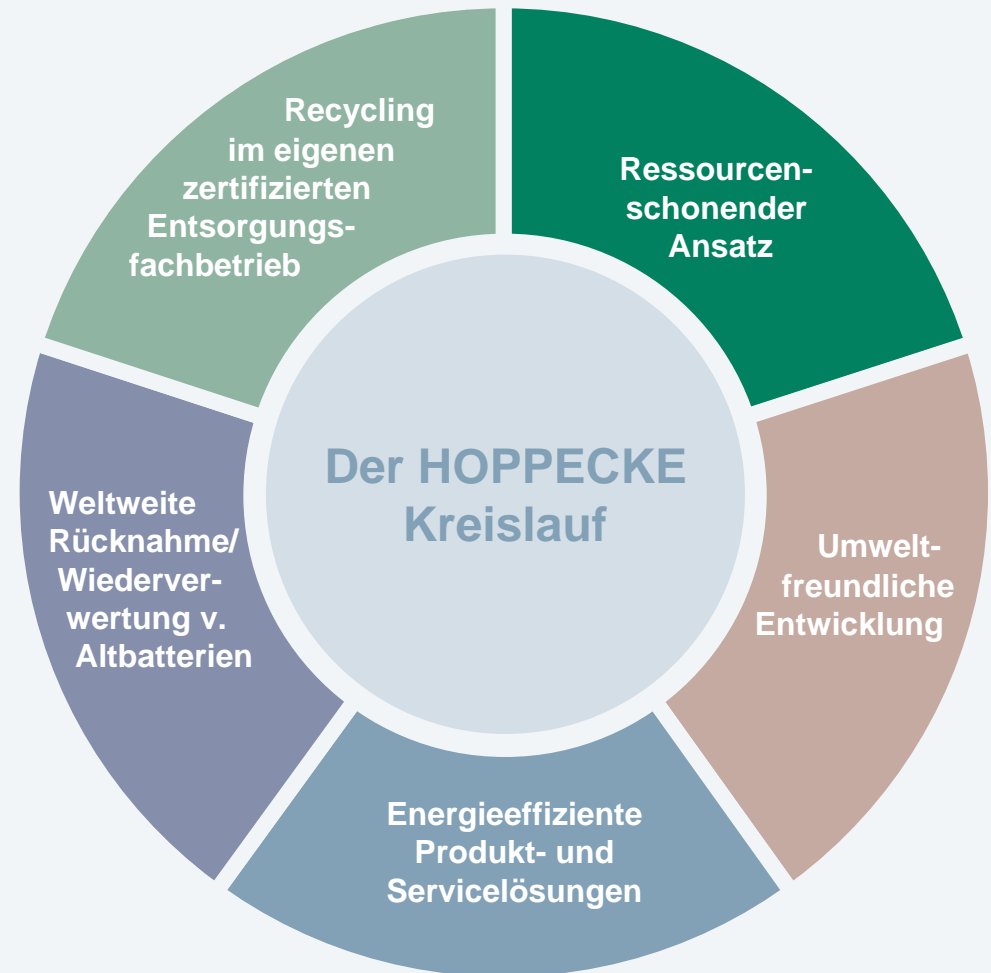 Der HOPPECKE
Kreislauf
Ressourcen-
schonender
Ansatz
Umwelt-
freundliche
Entwicklung
Energieeffiziente
Produkt- und
Servicelösungen
Weltweite
Rücknahme/
Wiederver-
wertung v.
Altbatterien
Recycling
im eigenen
zertifizierten
Entsorgungs-
fachbetrieb